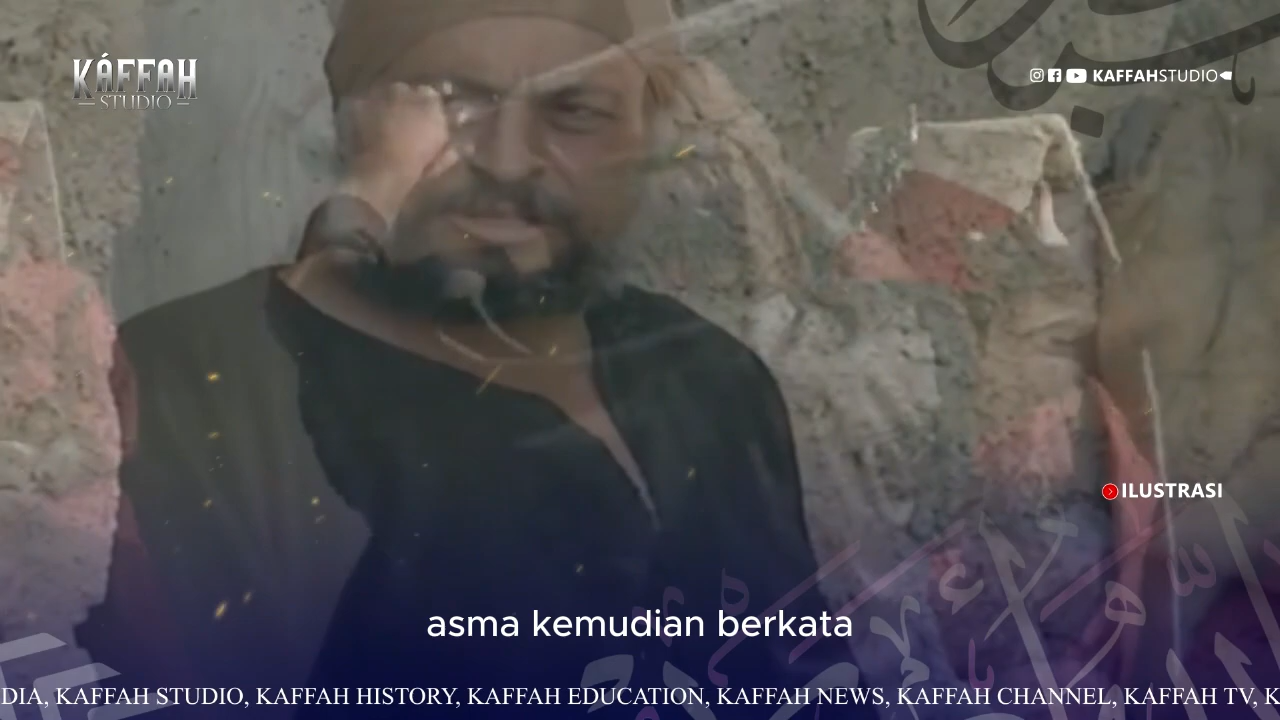 KÁFFAH
STUDIO
KAFFAHSTUDIO
ILUSTRASI
asma kemudian berkata
DIA, KAFFAH STUDIO, KAFFAH HISTORY, KAFFAH EDUCATION, KAFFAH NEWS, KAFFAH CHANNEL, KAFFAH TV, K